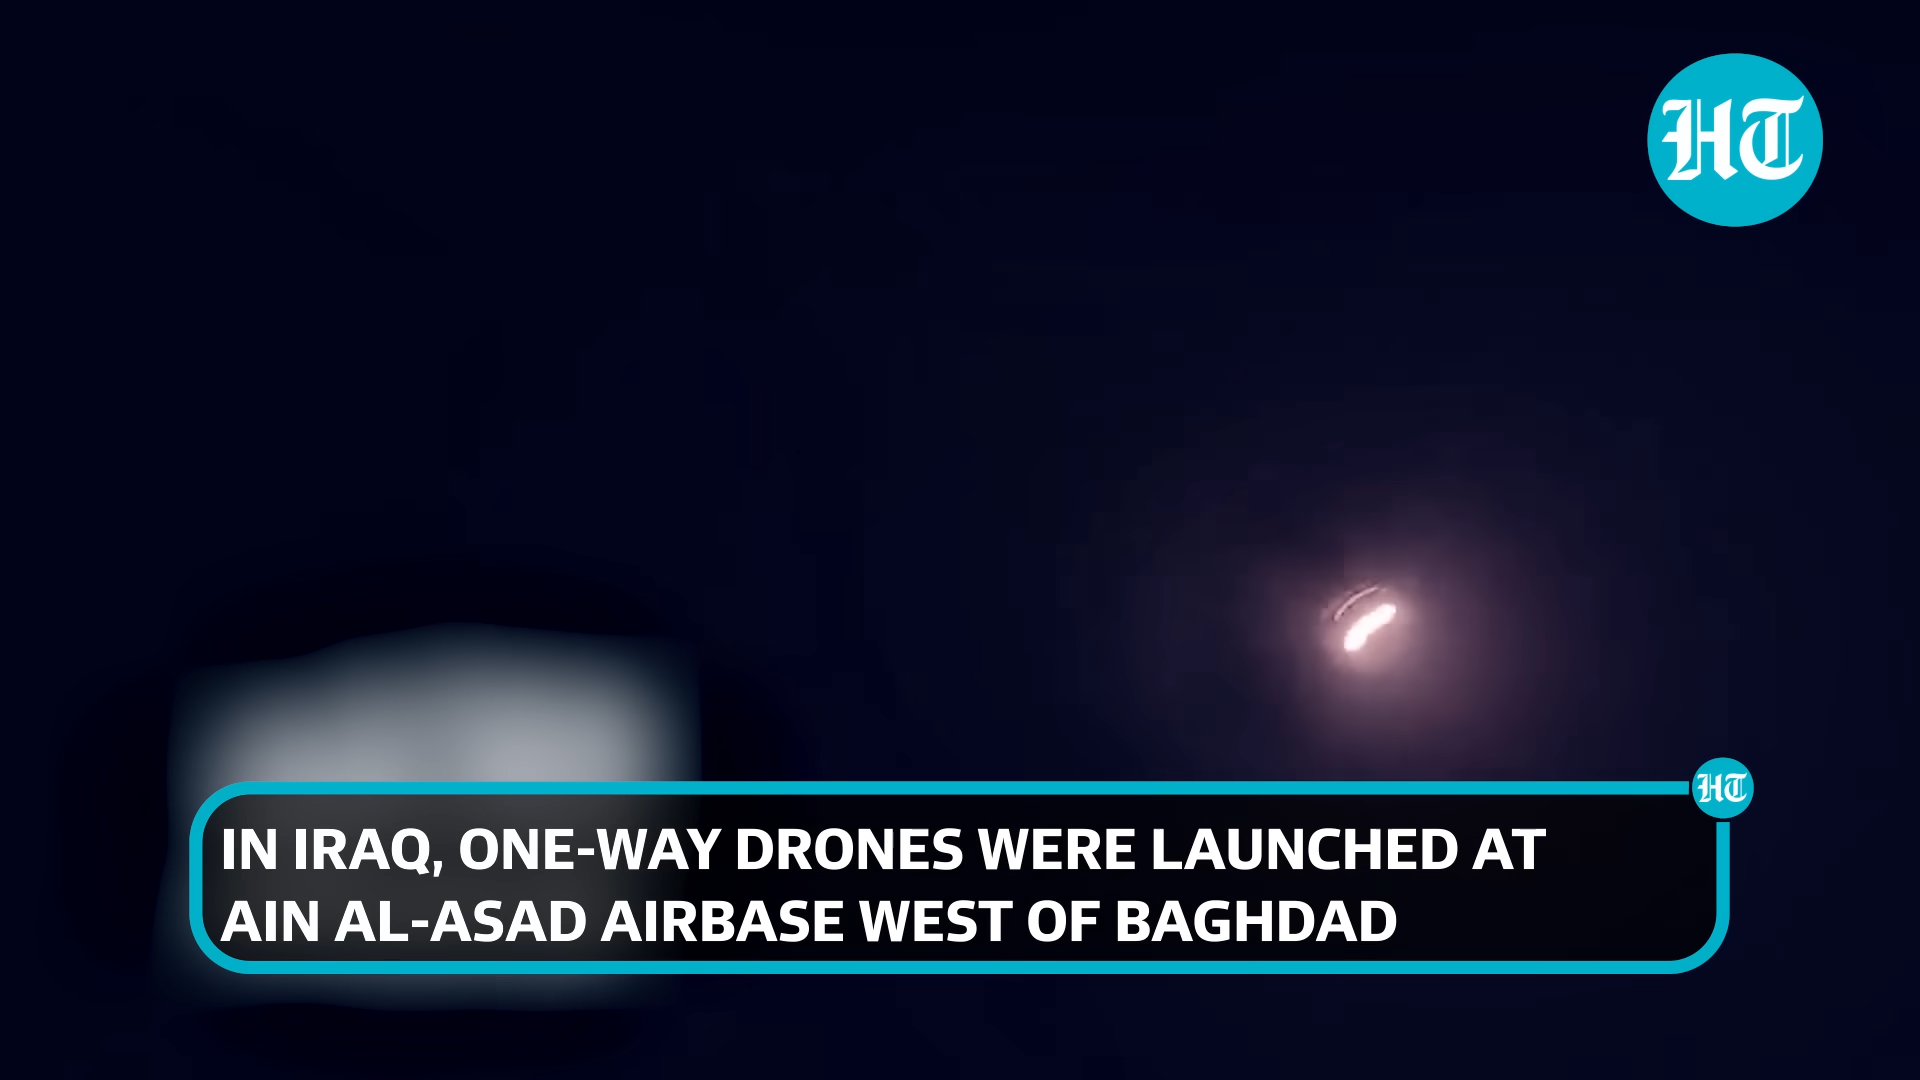 HT
HT
IN IRAQ, ONE-WAY DRONES WERE LAUNCHED AT
AIN AL-ASAD AIRBASE WEST OF BAGHDAD